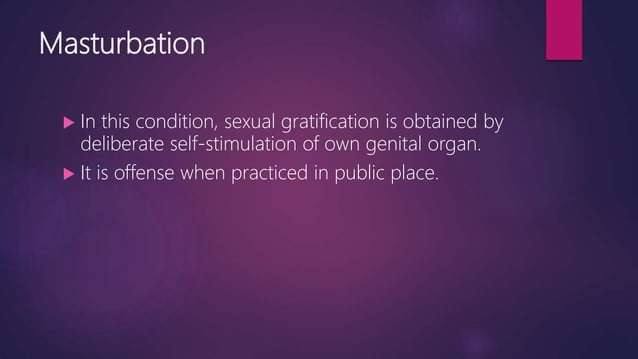 Masturbation
In this condition, sexual gratification is obtained by
deliberate self-stimulation of own genital organ.
It is offense when practiced in public place.